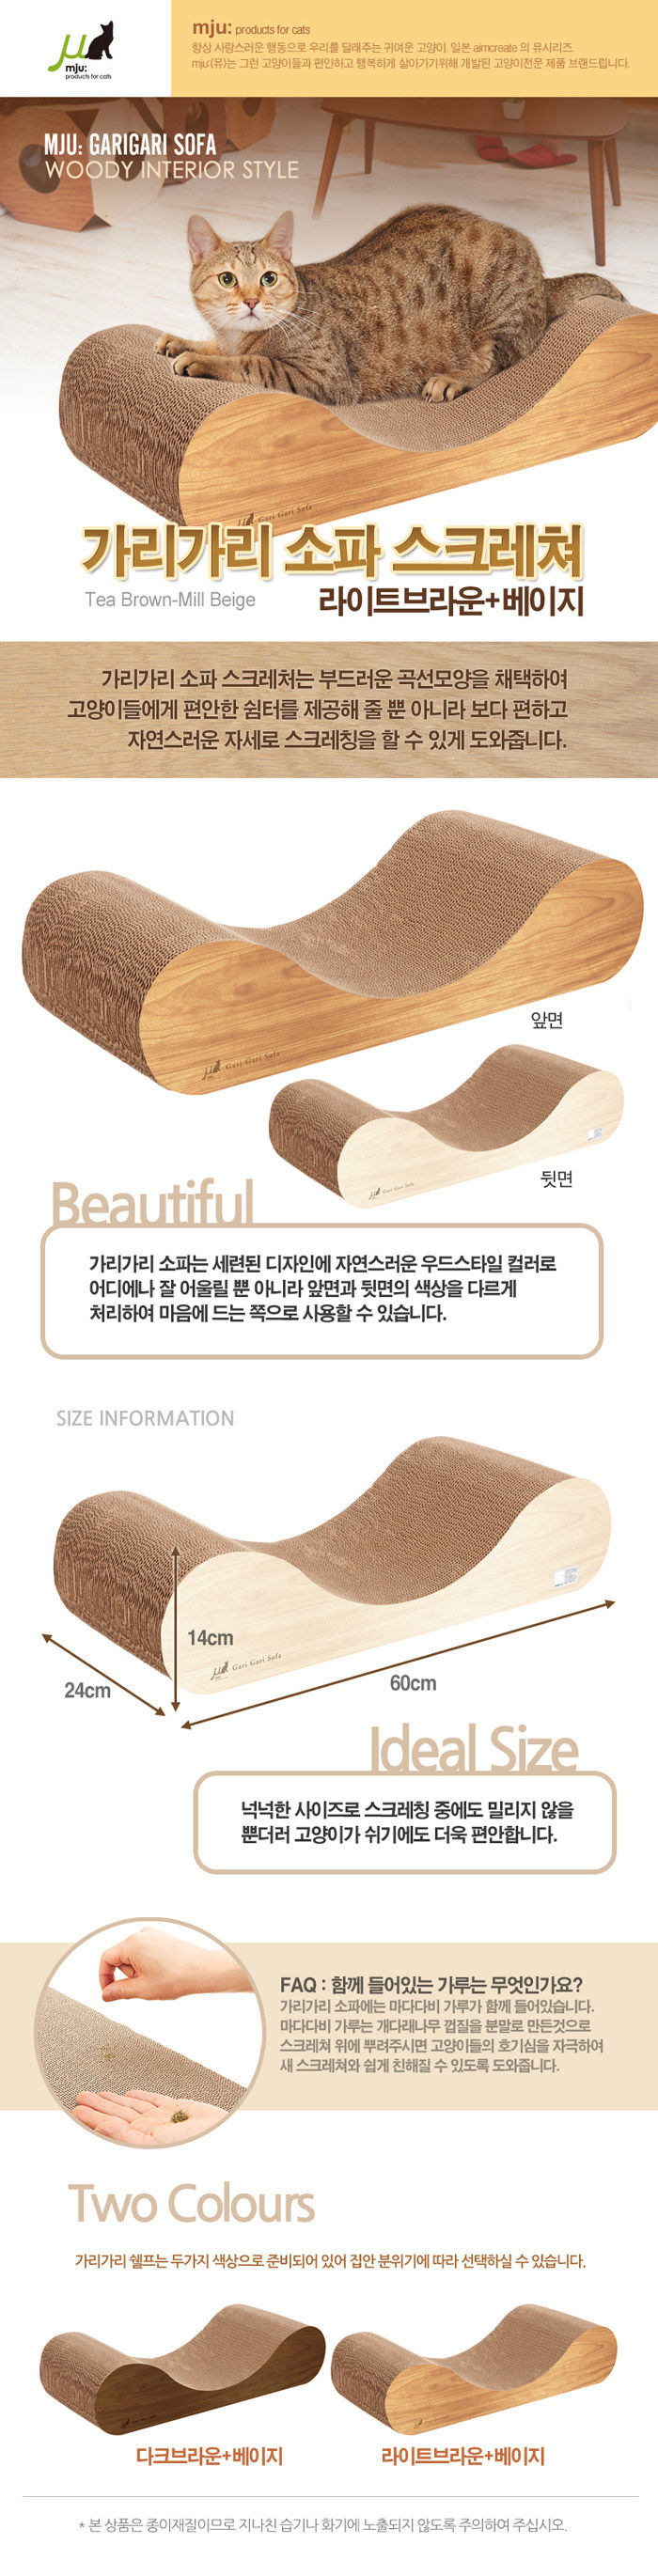 mju:
products for cats
mju: products for cats
항상 사랑스러운 행동으로 우리를 달래주는 귀여운 고양이. 일본 aimcreate 의 뮤시리즈.
mju:(뮤)는 그런 고양이들과 편안하고 행복하게 살아가기위해 개발된 고양이전문 제품 브랜드립니다.
MJU: GARIGARI SOFA
WOODY INTERIOR STYLE
Gari Gari Sofa
가리가리 소파 스크레쳐
Tea Brown-Mill Beige
라이트브라운+베이지
가리가리 소파 스크레처는 부드러운 곡선모양을 채택하여
고양이들에게 편안한 쉼터를 제공해 줄 뿐 아니라 보다 편하고
자연스러운 자세로 스크레칭을 할 수 있게 도와줍니다.
Gari Gari Sofa
앞면
Gari Gari Sofa
뒷면
Beautiful
가리가리 소파는 세련된 디자인에 자연스러운 우드스타일 컬러로
어디에나 잘 어울릴 뿐 아니라 앞면과 뒷면의 색상을 다르게
처리하여 마음에 드는 쪽으로 사용할 수 있습니다.
SIZE INFORMATION
14cm
Gari Gari Sofa
24cm
60cm
Ideal Size
넉넉한 사이즈로 스크레칭 중에도 밀리지 않을
뿐더러 고양이가 쉬기에도 더욱 편안합니다.
FAQ : 함께 들어있는 가루는 무엇인가요?
가리가리 소파에는 마다다비 가루가 함께 들어있습니다.
마다다비 가루는 개다래나무 껍질을 분말로 만든것으로
스크레쳐 위에 뿌려주시면 고양이들의 호기심을 자극하여
새 스크레쳐와 쉽게 친해질 수 있도록 도와줍니다.
Two Colours
가리가리 쉘프는 두가지 색상으로 준비되어 있어 집안 분위기에 따라 선택하실 수 있습니다.
다크브라운+베이지
라이트브라운+베이지
* 본 상품은 종이재질이므로 지나친 습기나 화기에 노출되지 않도록 주의하여 주십시오.